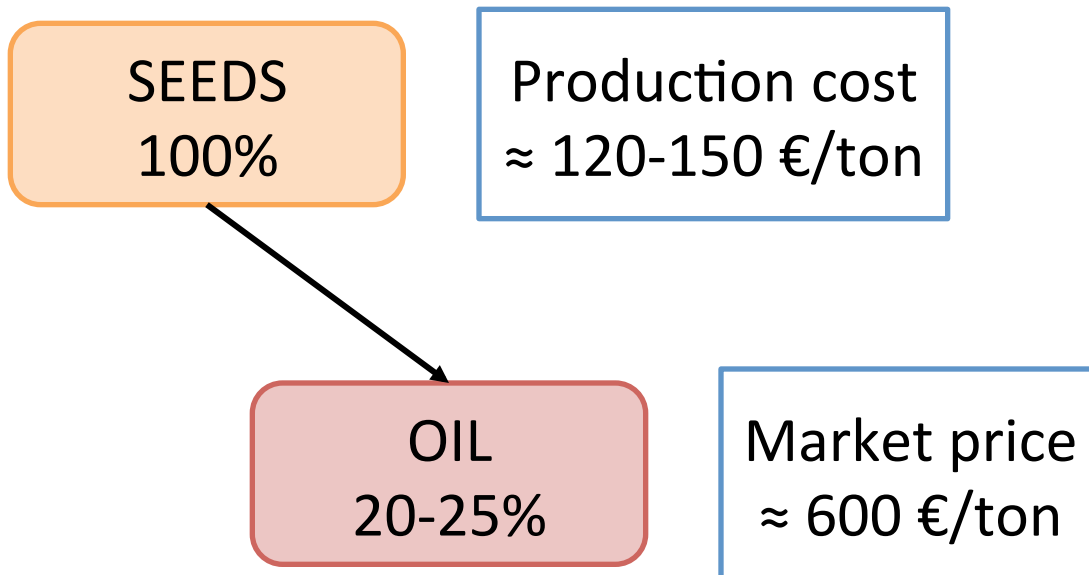 SEEDS
100%
Production cost
≈ 120-150 €/ton
OIL
20-25%
Market price
≈ 600 €/ton